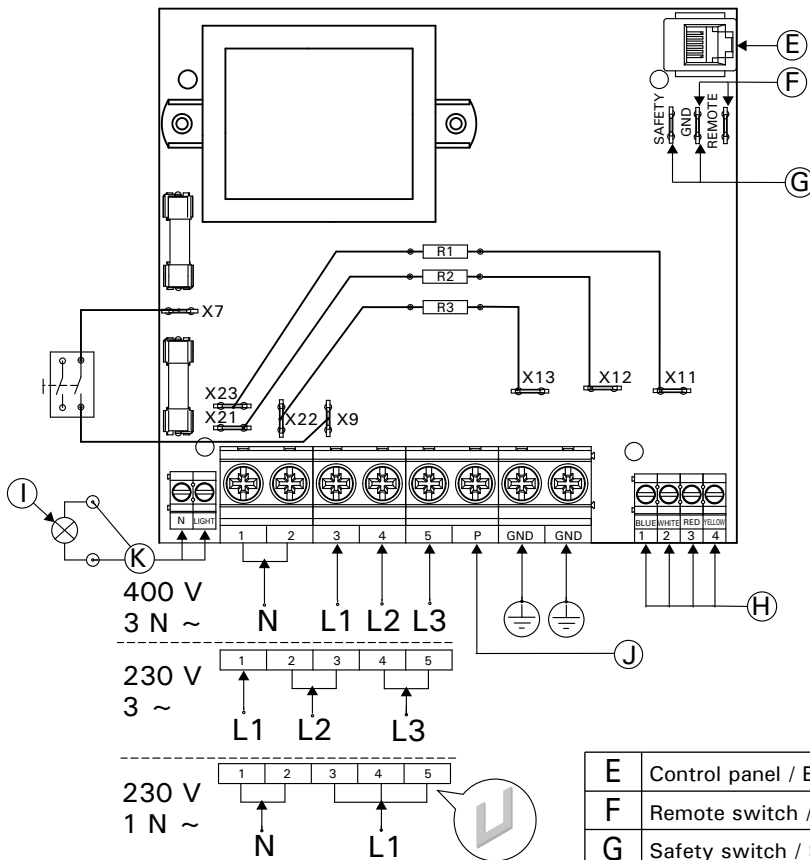 E
F
SAFETY
GND
REMOTE
G
R1
R2
R3
X7
X13
X12
X11
X23
X21
X22
X9
I
N LIGHT
K
1 2 3 4 5 P GND GND
BLUE WHITE RED YELLOW
1 2 3 4
H
J
400 V
3 N ~
N L1 L2 L3
230 V
3 ~
1 2 3 4 5
L1 L2 L3
230 V
1 N ~
1 2 3 4 5
N L1
E Control panel /
F Remote switch /
G Safety switch /